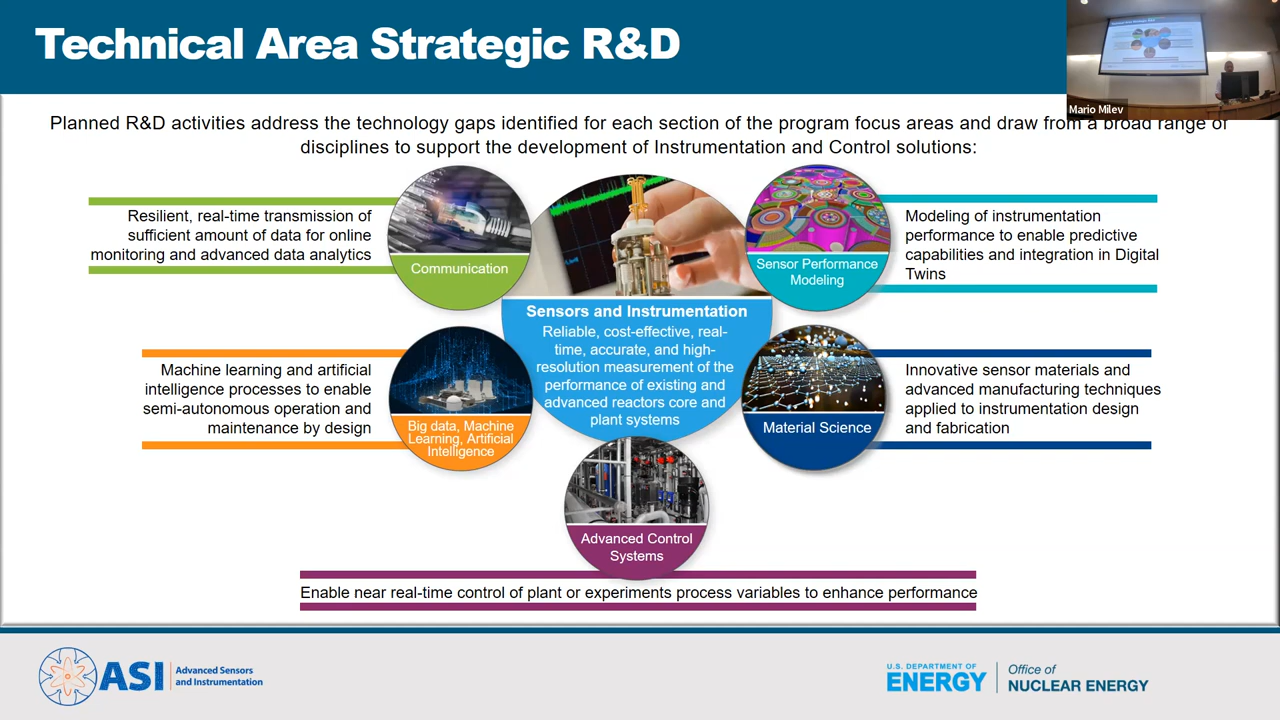 Technical Area Strategic R&D
Mario Milev
Planned R&D activities address the technology gaps identified for each section of the program focus areas and draw from a broad range of
disciplines to support the development of Instrumentation and Control solutions:
Resilient, real-time transmission of
sufficient amount of data for online
monitoring and advanced data analytics
Communication
Sensors and Instrumentation
Reliable, cost-effective, real-
time, accurate, and high-
resolution measurement of the
performance of existing and
advanced reactors core and
plant systems
Sensor Performance
Modeling
Modeling of instrumentation
performance to enable predictive
capabilities and integration in Digital
Twins
Machine learning and artificial
intelligence processes to enable
semi-autonomous operation and
maintenance by design
Big data, Machine
Learning, Artificial
Intelligence
Material Science
Innovative sensor materials and
advanced manufacturing techniques
applied to instrumentation design
and fabrication
Advanced Control
Systems
Enable near real-time control of plant or experiments process variables to enhance performance
ASI
Advanced Sensors
and Instrumentation
U.S. DEPARTMENT OF
ENERGY
Office of
NUCLEAR ENERGY